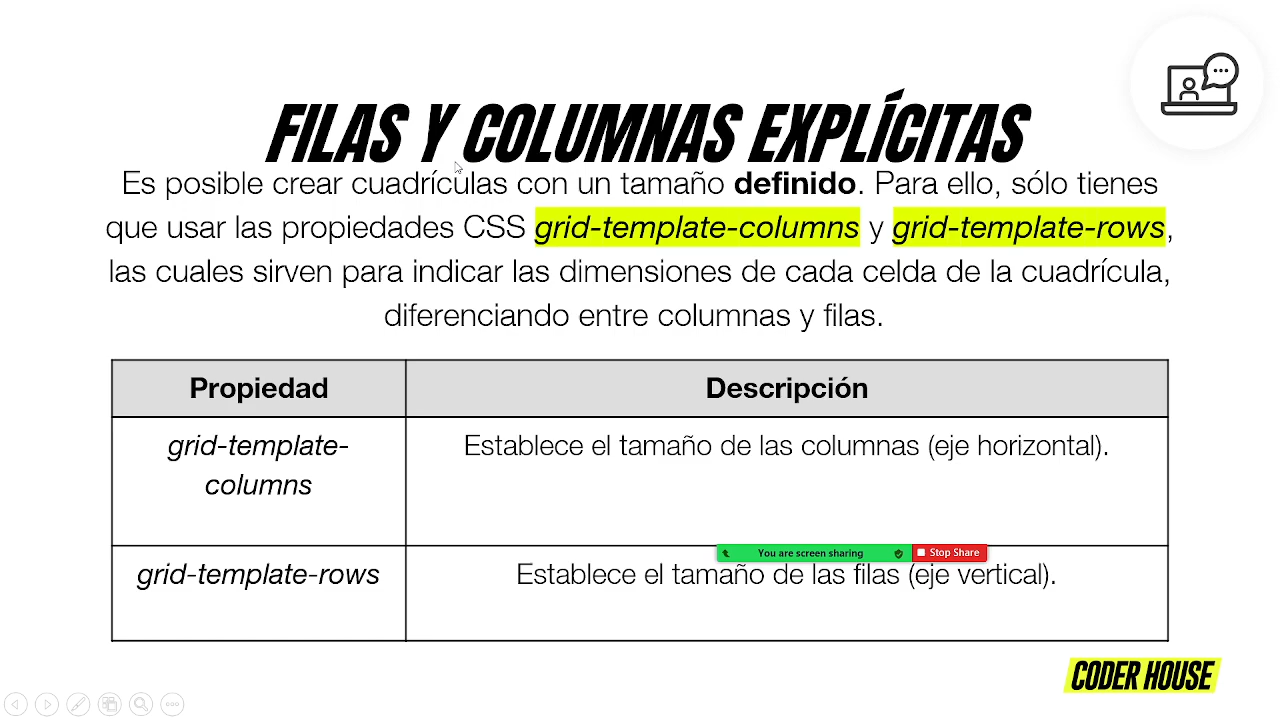 FILAS Y COLUMNAS EXPLÍCITAS
Es posible crear cuadrículas con un tamaño definido. Para ello, sólo tienes
que usar las propiedades CSS grid-template-columns y grid-template-rows,
las cuales sirven para indicar las dimensiones de cada celda de la cuadrícula,
diferenciando entre columnas y filas.
Propiedad
Descripción
grid-template-
columns
Establece el tamaño de las columnas (eje horizontal).
You are screen sharing
Stop Share
grid-template-rows
Establece el tamaño de las filas (eje vertical).
CODER HOUSE